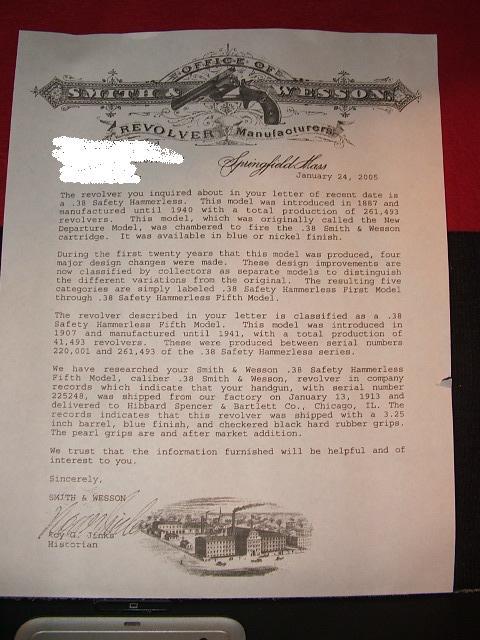 OFFICE OF
SMITH & WESSON,
REVOLVER Manufacturers
Springfield Mass
January 24, 2005
The revolver you inquired about in your letter of recent date is
a .38 Safety Hammerless. This model was introduced in 1887 and
manufactured until 1940 with a total production of 261,493
revolvers. This model, which was originally called the New
Departure Model, was chambered to fire the .38 Smith & Wesson
cartridge. It was available in blue or nickel finish.
During the first twenty years that this model was produced, four
major design changes were made. These design improvements are
now classified by collectors as separate models to distinguish
the different variations from the original. The resulting five
categories are simply labeled .38 Safety Hammerless First Model
through .38 Safety Hammerless Fifth Model.
The revolver described in your letter is classified as a .38
Safety Hammerless Fifth Model. This model was introduced in
1907 and manufactured until 1941, with a total production of
41,493 revolvers. These were produced between serial numbers
220,001 and 261,493 of the .38 Safety Hammerless series.
We have researched your Smith & Wesson .38 Safety Hammerless
Fifth Model, caliber .38 Smith & Wesson, revolver in company
records which indicate that your handgun, with serial number
225248, was shipped from our factory on January 13, 1913 and
delivered to Hibbard Spencer & Bartlett Co., Chicago, IL. The
records indicates that this revolver was shipped with a 3.25
inch barrel, blue finish, and checkered black hard rubber grips.
The pearl grips are and after market addition.
We trust that the information furnished will be helpful and of
interest to you.
Sincerely,
SMITH & WESSON
Roy G. Jinks
Historian